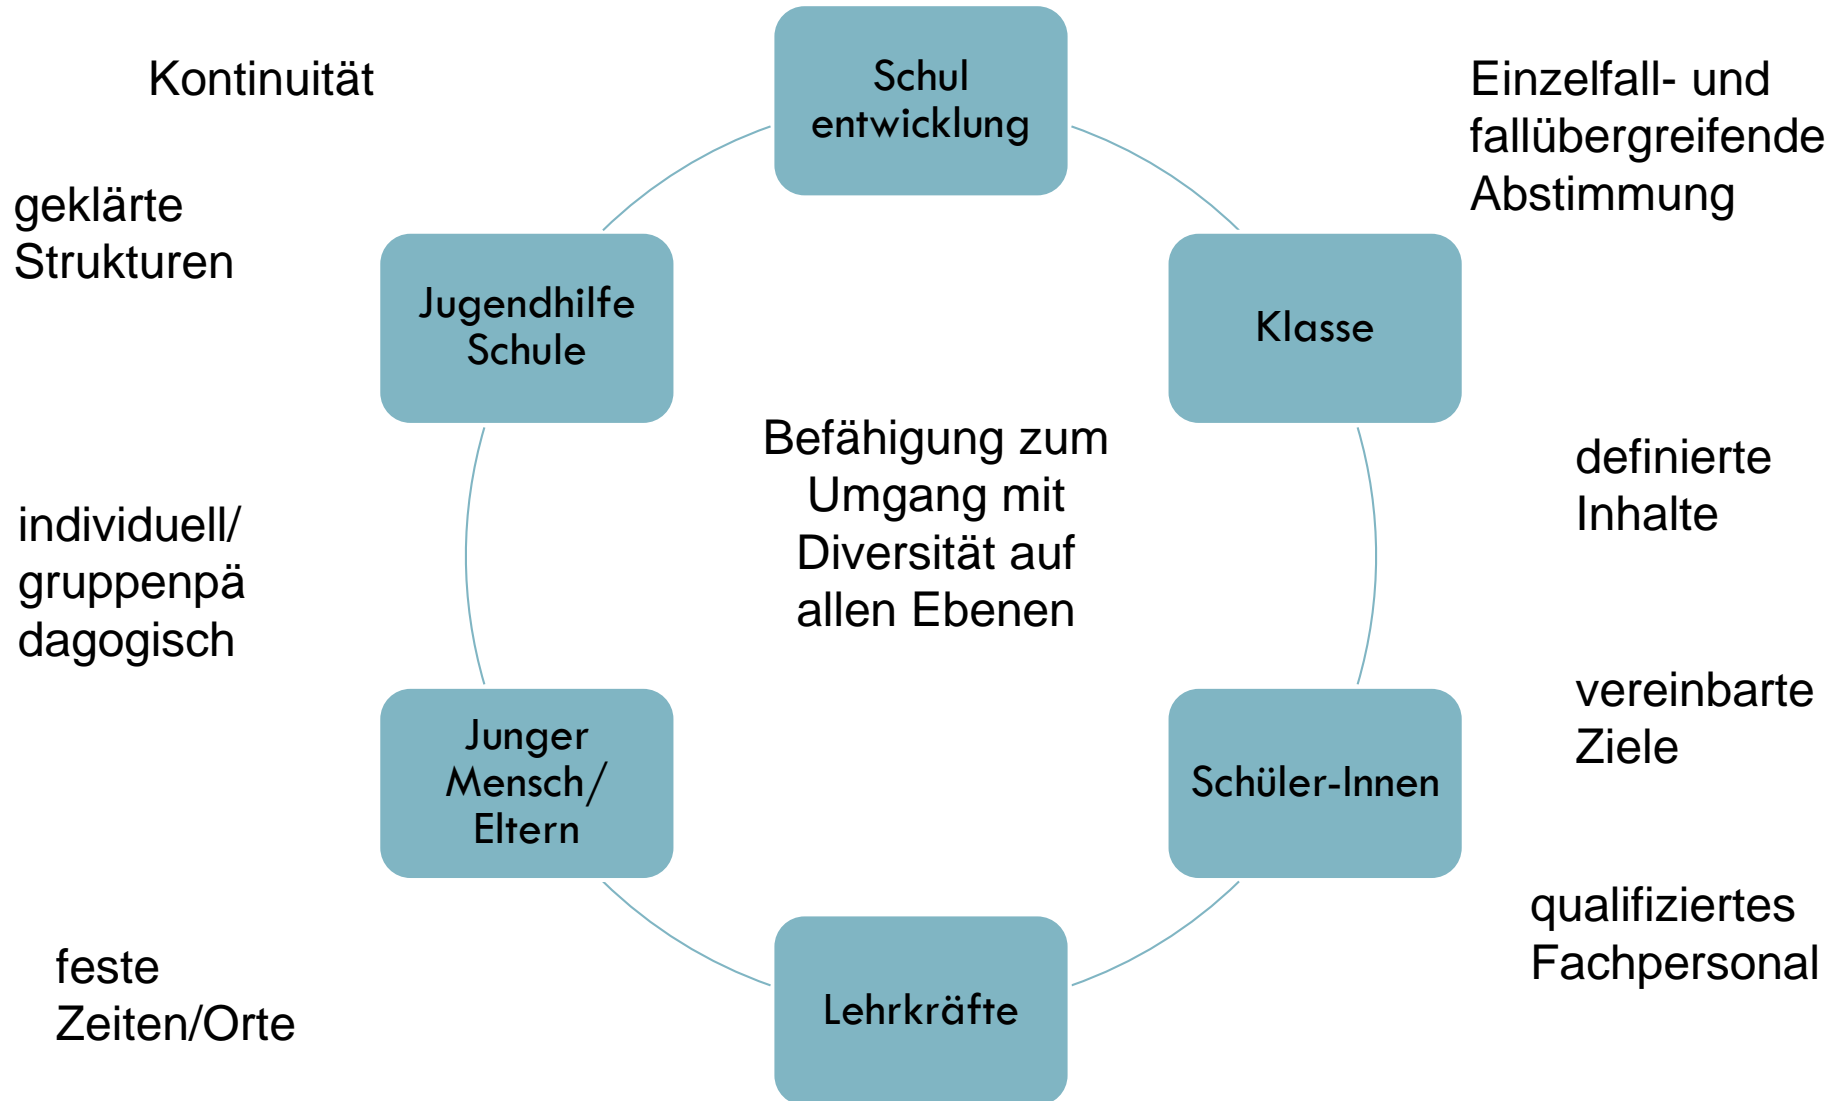 Kontinuität
Schul
entwicklung
Einzelfall- und
fallübergreifende
Abstimmung
geklärte
Strukturen
Jugendhilfe
Schule
Klasse
Befähigung zum
Umgang mit
Diversität auf
allen Ebenen
definierte
Inhalte
individuell/
gruppenpä
dagogisch
Junger
Mensch/
Eltern
Schüler-Innen
vereinbarte
Ziele
qualifiziertes
Fachpersonal
feste
Zeiten/Orte
Lehrkräfte